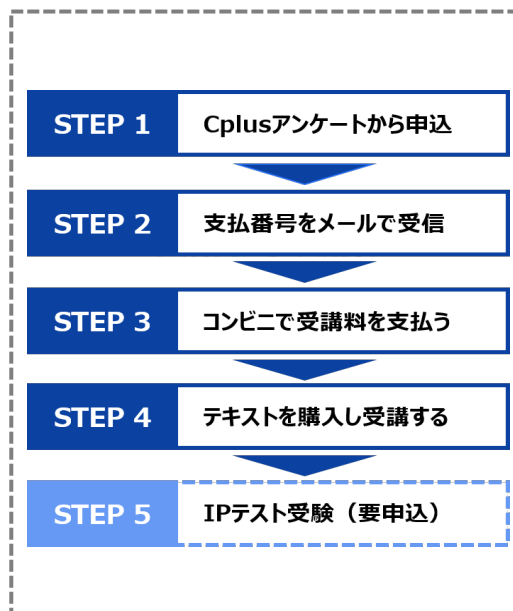 STEP 1 Cplusアンケートから申込
STEP 2 支払番号をメールで受信
STEP 3 コンビニで受講料を支払う
STEP 4 テキストを購入し受講する
STEP 5 IPテスト受験（要申込）